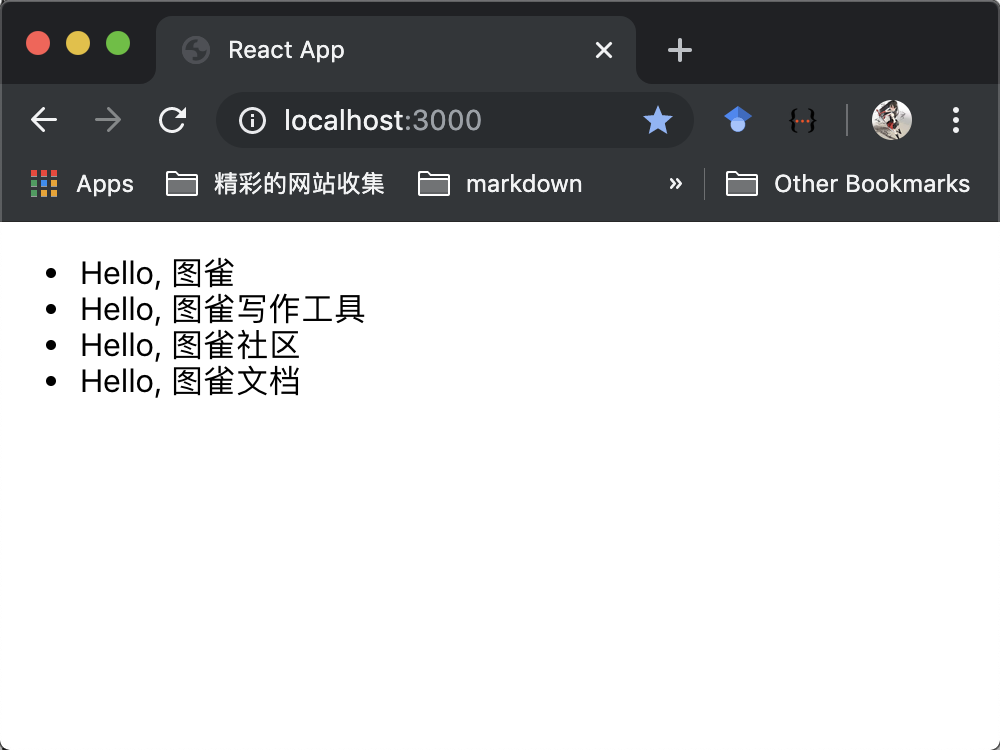 React App
localhost:3000
Apps 精彩的网站收集 markdown » Other Bookmarks
Hello, 图雀
Hello, 图雀写作工具
Hello, 图雀社区
Hello, 图雀文档